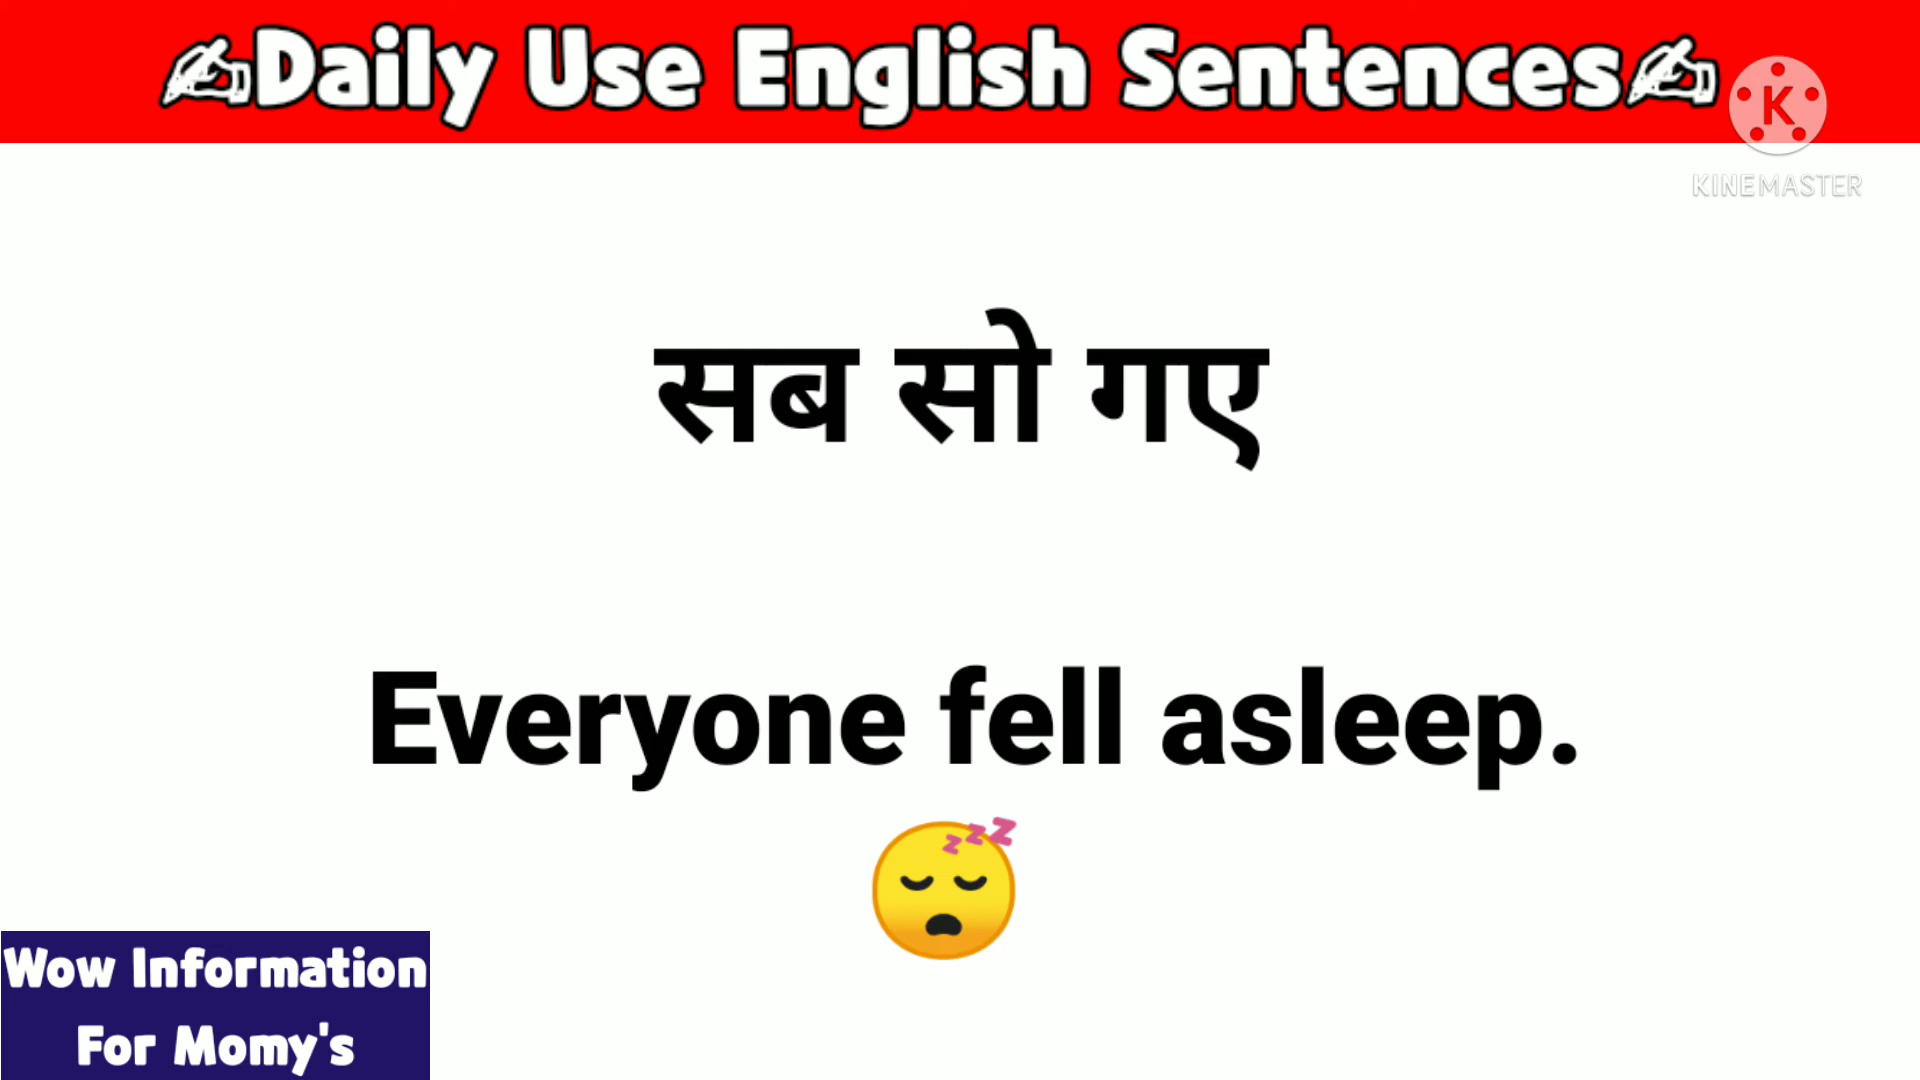 ✍Daily Use English Sentences✍
K
KINEMASTER
सब सो गए
Everyone fell asleep.
😴
Wow Information
For Momy's